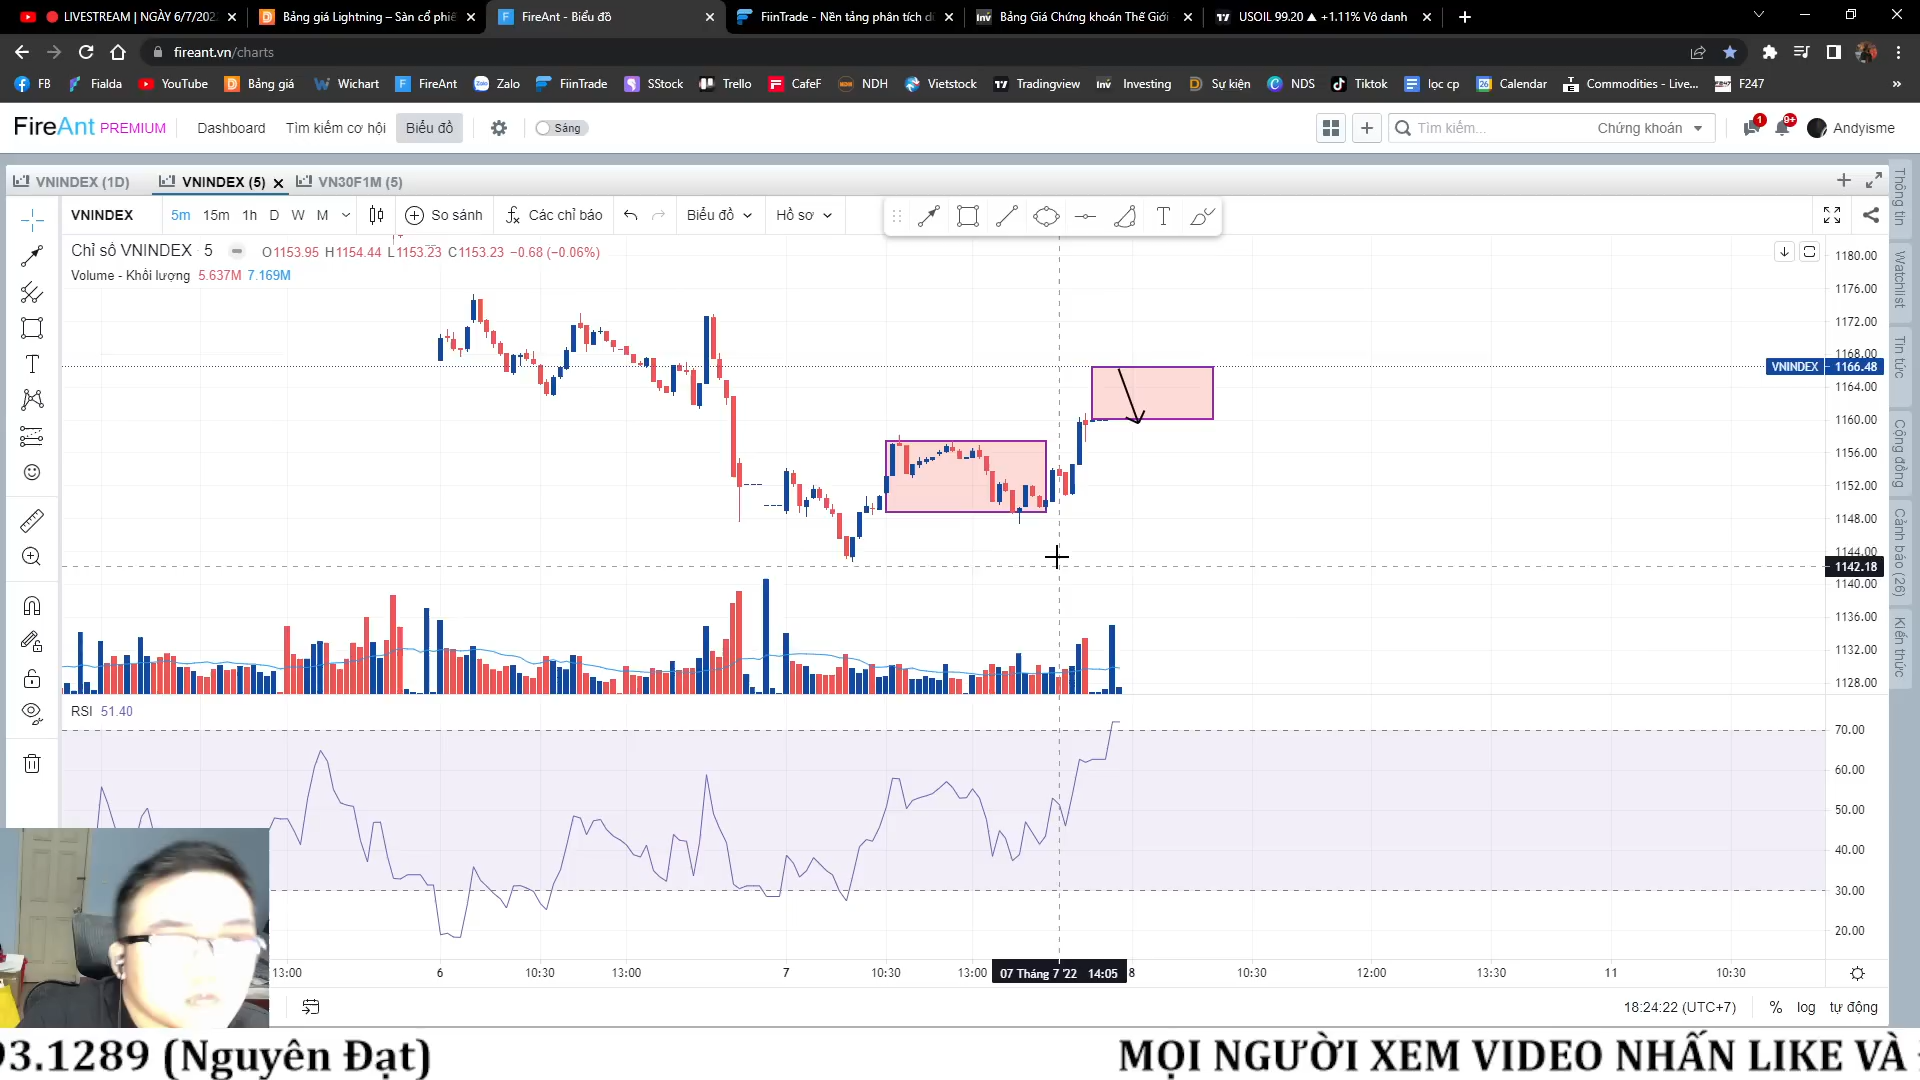 LIVESTREAM | NGÀY 6/7/202
Bảng giá Lightning – Sàn cổ phiế
FireAnt - Biểu đồ
FiinTrade - Nền tảng phân tích d
Bảng Giá Chứng khoán Thế Giới
USOIL 99.20 ▲ +1.11% Vô danh
fireant.vn/charts
FB
Fialda
YouTube
Bảng giá
Wichart
FireAnt
Zalo
FiinTrade
SStock
Trello
CafeF
NDH
Vietstock
Tradingview
Investing
Sự kiện
NDS
Tiktok
lọc cp
Calendar
Commodities - Live...
F247
FireAnt PREMIUM
Dashboard
Tìm kiếm cơ hội
Biểu đồ
Sáng
Tìm kiếm...
Chứng khoán
1
9+
Andyisme
VNINDEX (1D)
VNINDEX (5)
VN30F1M (5)
VNINDEX
5m
15m
1h
D
W
M
So sánh
Các chỉ báo
Biểu đồ
Hồ sơ
Chỉ số VNINDEX 5
O1153.95 H1154.44 L1153.23 C1153.23 −0.68 (−0.06%)
Volume - Khối lượng 5.637M 7.169M
1180.00
1176.00
1172.00
1168.00
VNINDEX 1166.48
1164.00
1160.00
1156.00
1152.00
1148.00
1144.00
1142.18
1140.00
1136.00
1132.00
1128.00
RSI 51.40
70.00
60.00
50.00
40.00
30.00
20.00
13:00
6
10:30
13:00
7
10:30
13:00
07 Tháng 7 '22 14:05
8
10:30
12:00
13:30
11
10:30
18:24:22 (UTC+7)
%
log
tự động
Thông tin
Watchlist
Tin tức
Cộng đồng
Cảnh báo (26)
Kiến thức
93.1289 (Nguyên Đạt)
MỌI NGƯỜI XEM VIDEO NHẤN LIKE VÀ